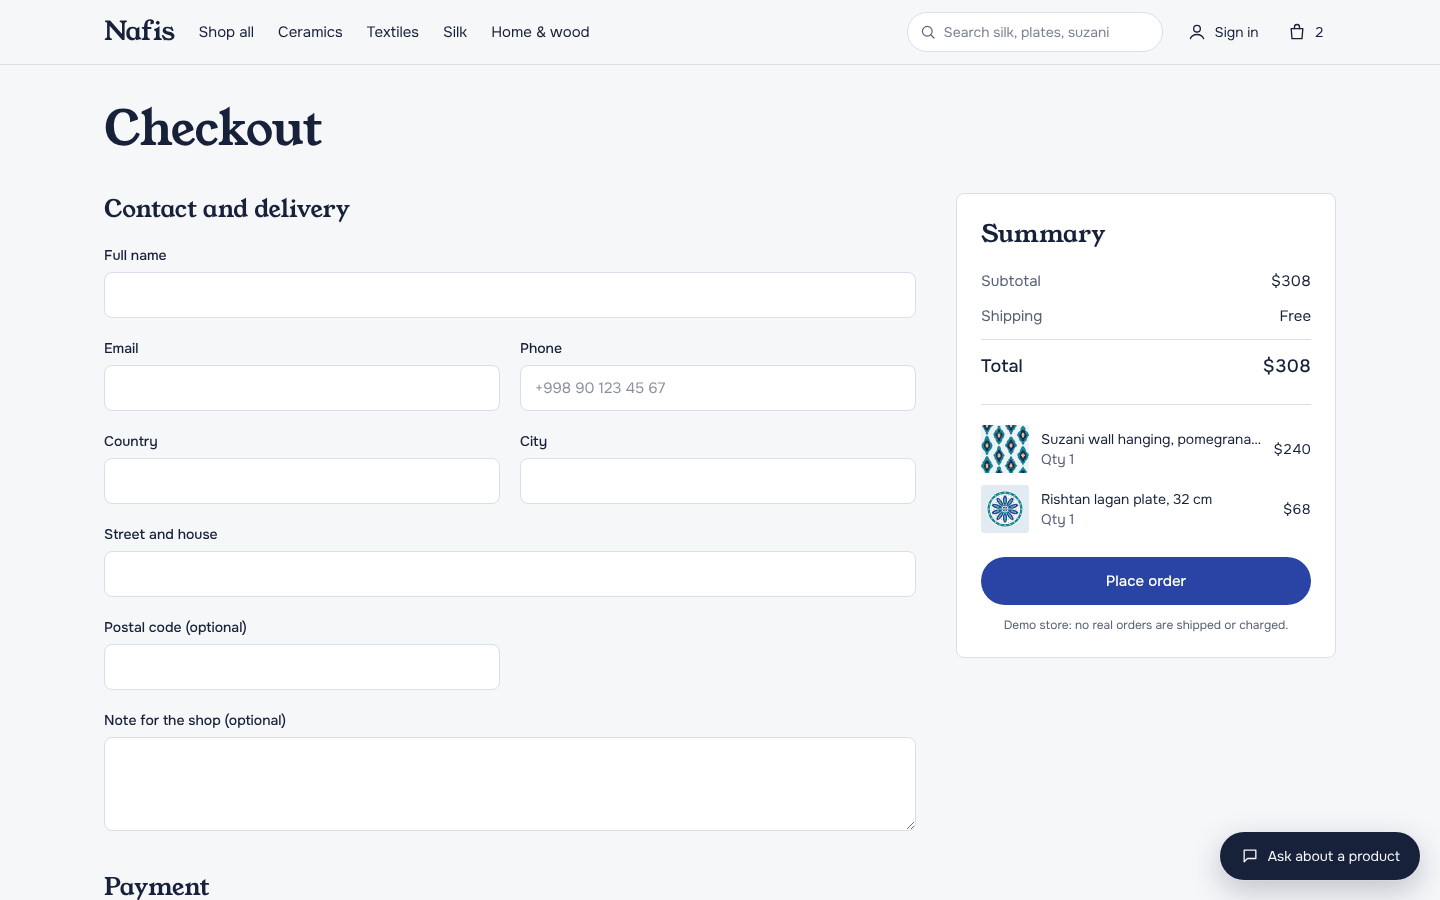 Nafis
Shop all
Ceramics
Textiles
Silk
Home & wood
Search silk, plates, suzani
Sign in
2
Checkout
Contact and delivery
Full name
Email
Phone
+998 90 123 45 67
Country
City
Street and house
Postal code (optional)
Note for the shop (optional)
Payment
Summary
Subtotal $308
Shipping Free
Total $308
Suzani wall hanging, pomegrana... $240
Qty 1
Rishtan lagan plate, 32 cm $68
Qty 1
Place order
Demo store: no real orders are shipped or charged.
Ask about a product